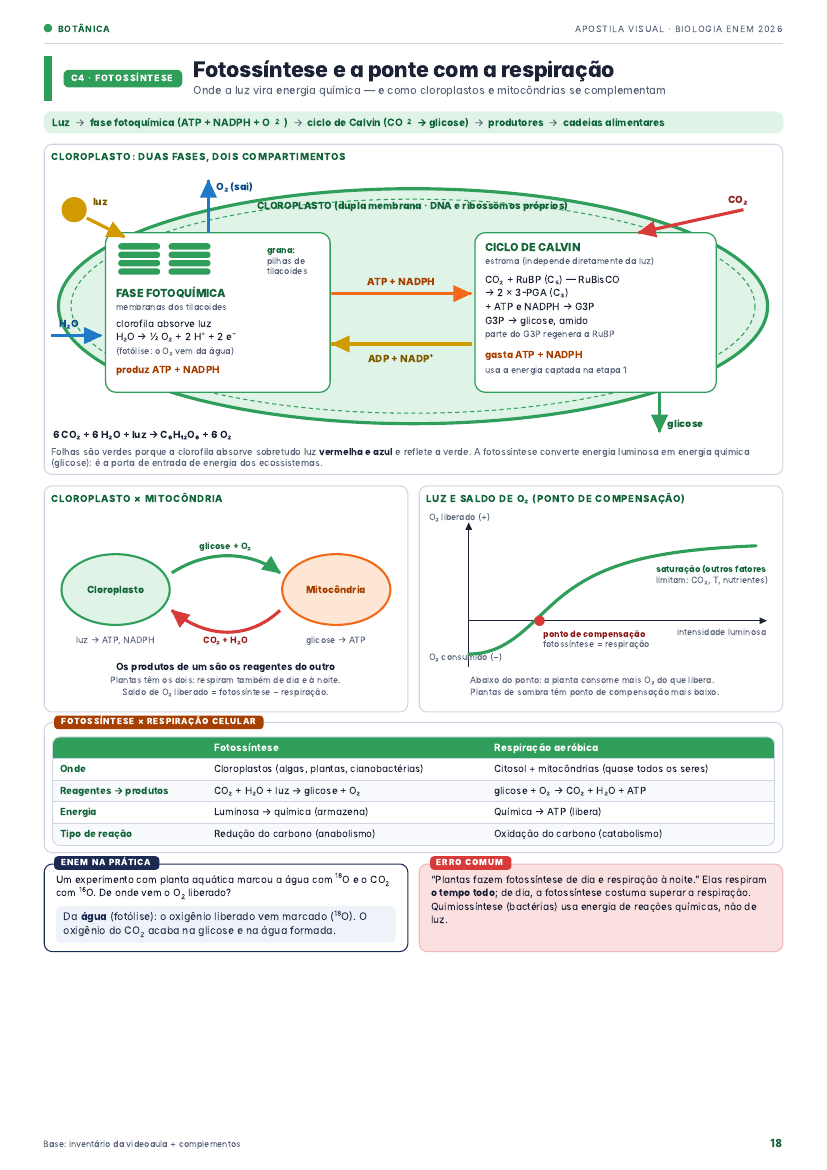 BOTÂNICA
APOSTILA VISUAL · BIOLOGIA ENEM 2026
C4 · FOTOSSÍNTESE
Fotossíntese e a ponte com a respiração
Onde a luz vira energia química — e como cloroplastos e mitocôndrias se complementam
Luz → fase fotoquímica (ATP + NADPH + O 2 ) → ciclo de Calvin (CO 2 → glicose) → produtores → cadeias alimentares
CLOROPLASTO: DUAS FASES, DOIS COMPARTIMENTOS
luz
O₂ (sai)
CLOROPLASTO (dupla membrana · DNA e ribossomos próprios)
CO₂
grana:
pilhas de
tilacoides
FASE FOTOQUÍMICA
membranas dos tilacoides
clorofila absorve luz
H₂O → ½ O₂ + 2 H⁺ + 2 e⁻
(fotólise: o O₂ vem da água)
produz ATP + NADPH
H₂O
ATP + NADPH
ADP + NADP⁺
CICLO DE CALVIN
estroma (independe diretamente da luz)
CO₂ + RuBP (C₅) — RuBisCO
→ 2 × 3-PGA (C₃)
+ ATP e NADPH → G3P
G3P → glicose, amido
parte do G3P regenera a RuBP
gasta ATP + NADPH
usa a energia captada na etapa 1
glicose
6 CO₂ + 6 H₂O + luz → C₆H₁₂O₆ + 6 O₂
Folhas são verdes porque a clorofila absorve sobretudo luz vermelha e azul e reflete a verde. A fotossíntese converte energia luminosa em energia química
(glicose): é a porta de entrada de energia dos ecossistemas.
CLOROPLASTO × MITOCÔNDRIA
glicose + O₂
Cloroplasto
Mitocôndria
luz → ATP, NADPH
CO₂ + H₂O
glicose → ATP
Os produtos de um são os reagentes do outro
Plantas têm os dois: respiram também de dia e à noite.
Saldo de O₂ liberado = fotossíntese − respiração.
LUZ E SALDO DE O₂ (PONTO DE COMPENSAÇÃO)
O₂ liberado (+)
saturação (outros fatores
limitam: CO₂, T, nutrientes)
ponto de compensação
fotossíntese = respiração
intensidade luminosa
O₂ consumido (−)
Abaixo do ponto: a planta consome mais O₂ do que libera.
Plantas de sombra têm ponto de compensação mais baixo.
FOTOSSÍNTESE × RESPIRAÇÃO CELULAR
Fotossíntese
Respiração aeróbica
Onde
Cloroplastos (algas, plantas, cianobactérias)
Citosol + mitocôndrias (quase todos os seres)
Reagentes → produtos
CO₂ + H₂O + luz → glicose + O₂
glicose + O₂ → CO₂ + H₂O + ATP
Energia
Luminosa → química (armazena)
Química → ATP (libera)
Tipo de reação
Redução do carbono (anabolismo)
Oxidação do carbono (catabolismo)
ENEM NA PRÁTICA
Um experimento com planta aquática marcou a água com ¹⁸O e o CO₂
com ¹⁶O. De onde vem o O₂ liberado?
Da água (fotólise): o oxigênio liberado vem marcado (¹⁸O). O
oxigênio do CO₂ acaba na glicose e na água formada.
ERRO COMUM
“Plantas fazem fotossíntese de dia e respiração à noite.” Elas respiram
o tempo todo; de dia, a fotossíntese costuma superar a respiração.
Quimiossíntese (bactérias) usa energia de reações químicas, não de
luz.
Base: inventário da videoaula + complementos
18